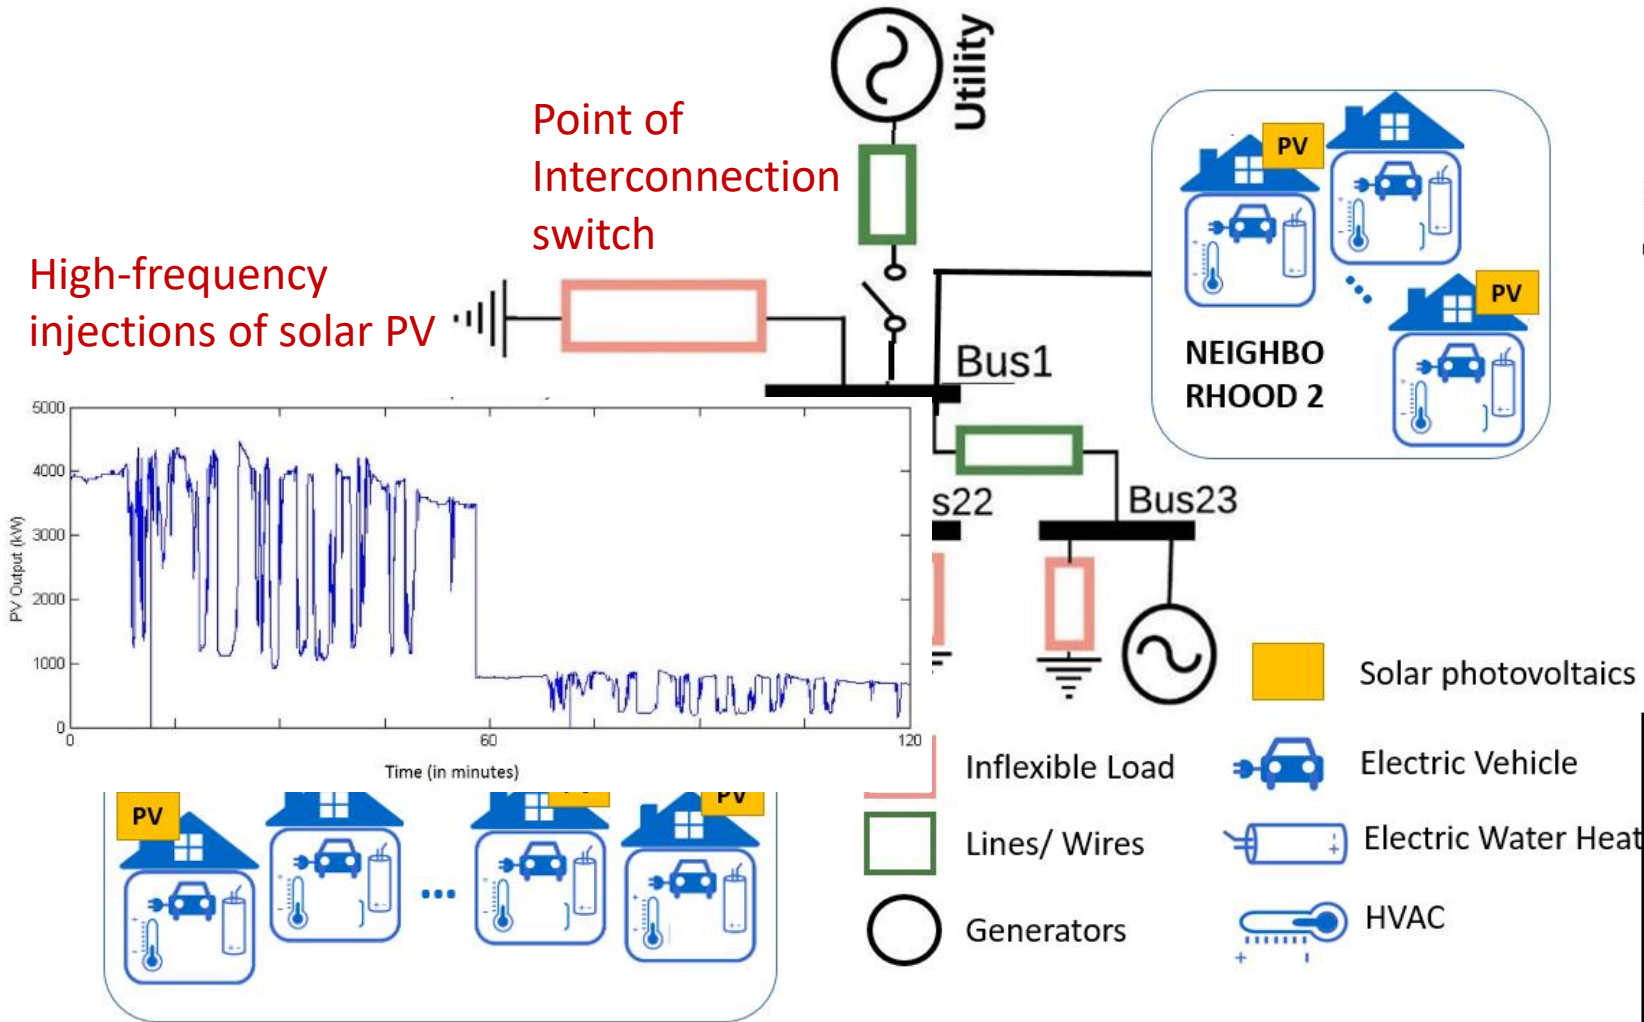 Utility
Point of
Interconnection
switch
High-frequency
injections of solar PV
PV
PV
NEIGHBO
RHOOD 2
Bus1
s22
Bus23
5000
4000
3000
2000
1000
0
PV Output (kW)
0
60
120
Time (in minutes)
PV
PV
PV
Solar photovoltaics
Inflexible Load
Electric Vehicle
Lines/ Wires
Electric Water Heat
Generators
HVAC